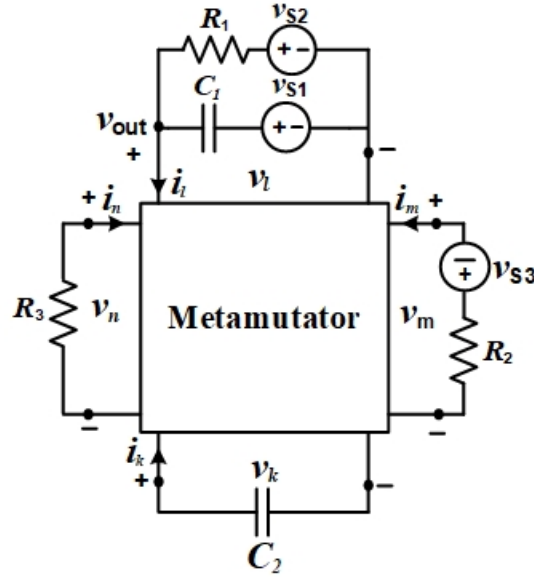 R1 vS2
+ -
C1 vS1
vout + -
+ -
il vl
+ in im +
- +
vS3
R3 vn Metamutator vm
R2
- -
ik
+ vk -
C2